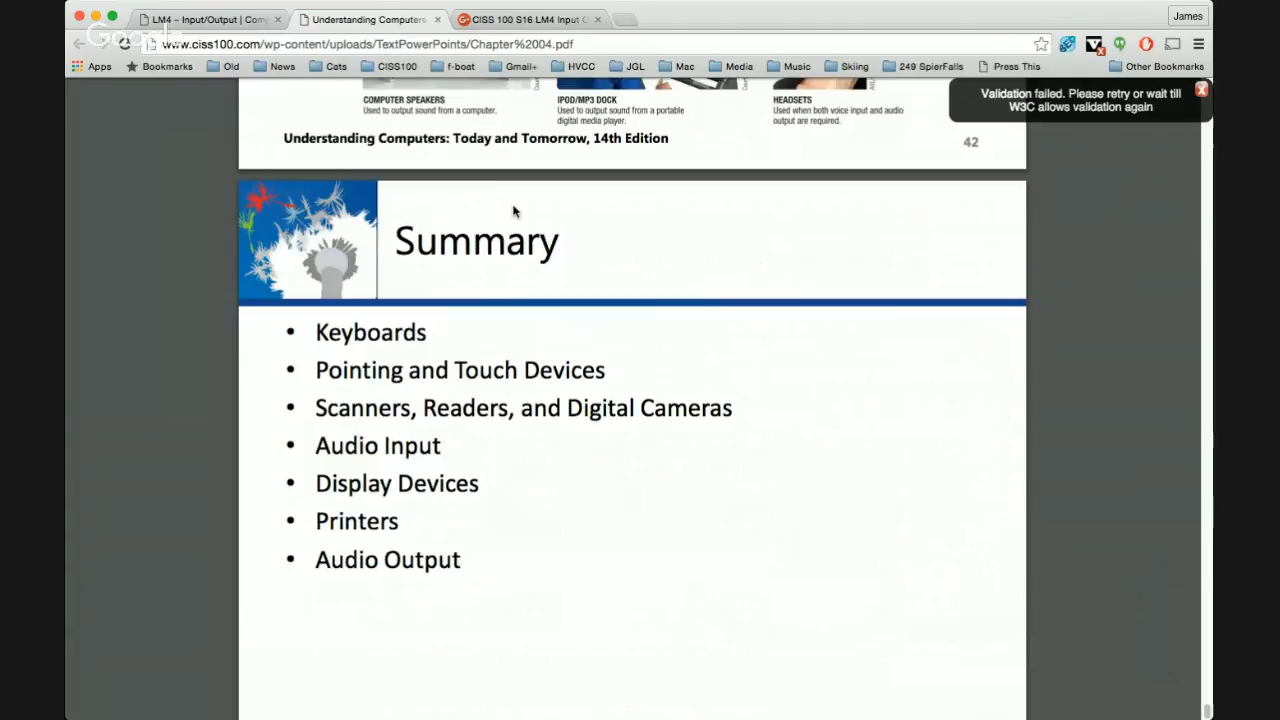 LM4 – Input/Output | Com
Understanding Computers
CISS 100 S16 LM4 Input
James
Google
www.ciss100.com/wp-content/uploads/TextPowerPoints/Chapter%2004.pdf
Apps
Bookmarks
Old
News
Cats
CISS100
f-boat
Gmail+
HVCC
JGL
Mac
Media
Music
Skiing
249 SpierFalls
Press This
Other Bookmarks
Validation failed. Please retry or wait till
W3C allows validation again
COMPUTER SPEAKERS
Used to output sound from a computer.
IPOD/MP3 DOCK
Used to output sound from a portable
digital media player.
HEADSETS
Used when both voice input and audio
output are required.
Understanding Computers: Today and Tomorrow, 14th Edition
42
Summary
• Keyboards
• Pointing and Touch Devices
• Scanners, Readers, and Digital Cameras
• Audio Input
• Display Devices
• Printers
• Audio Output